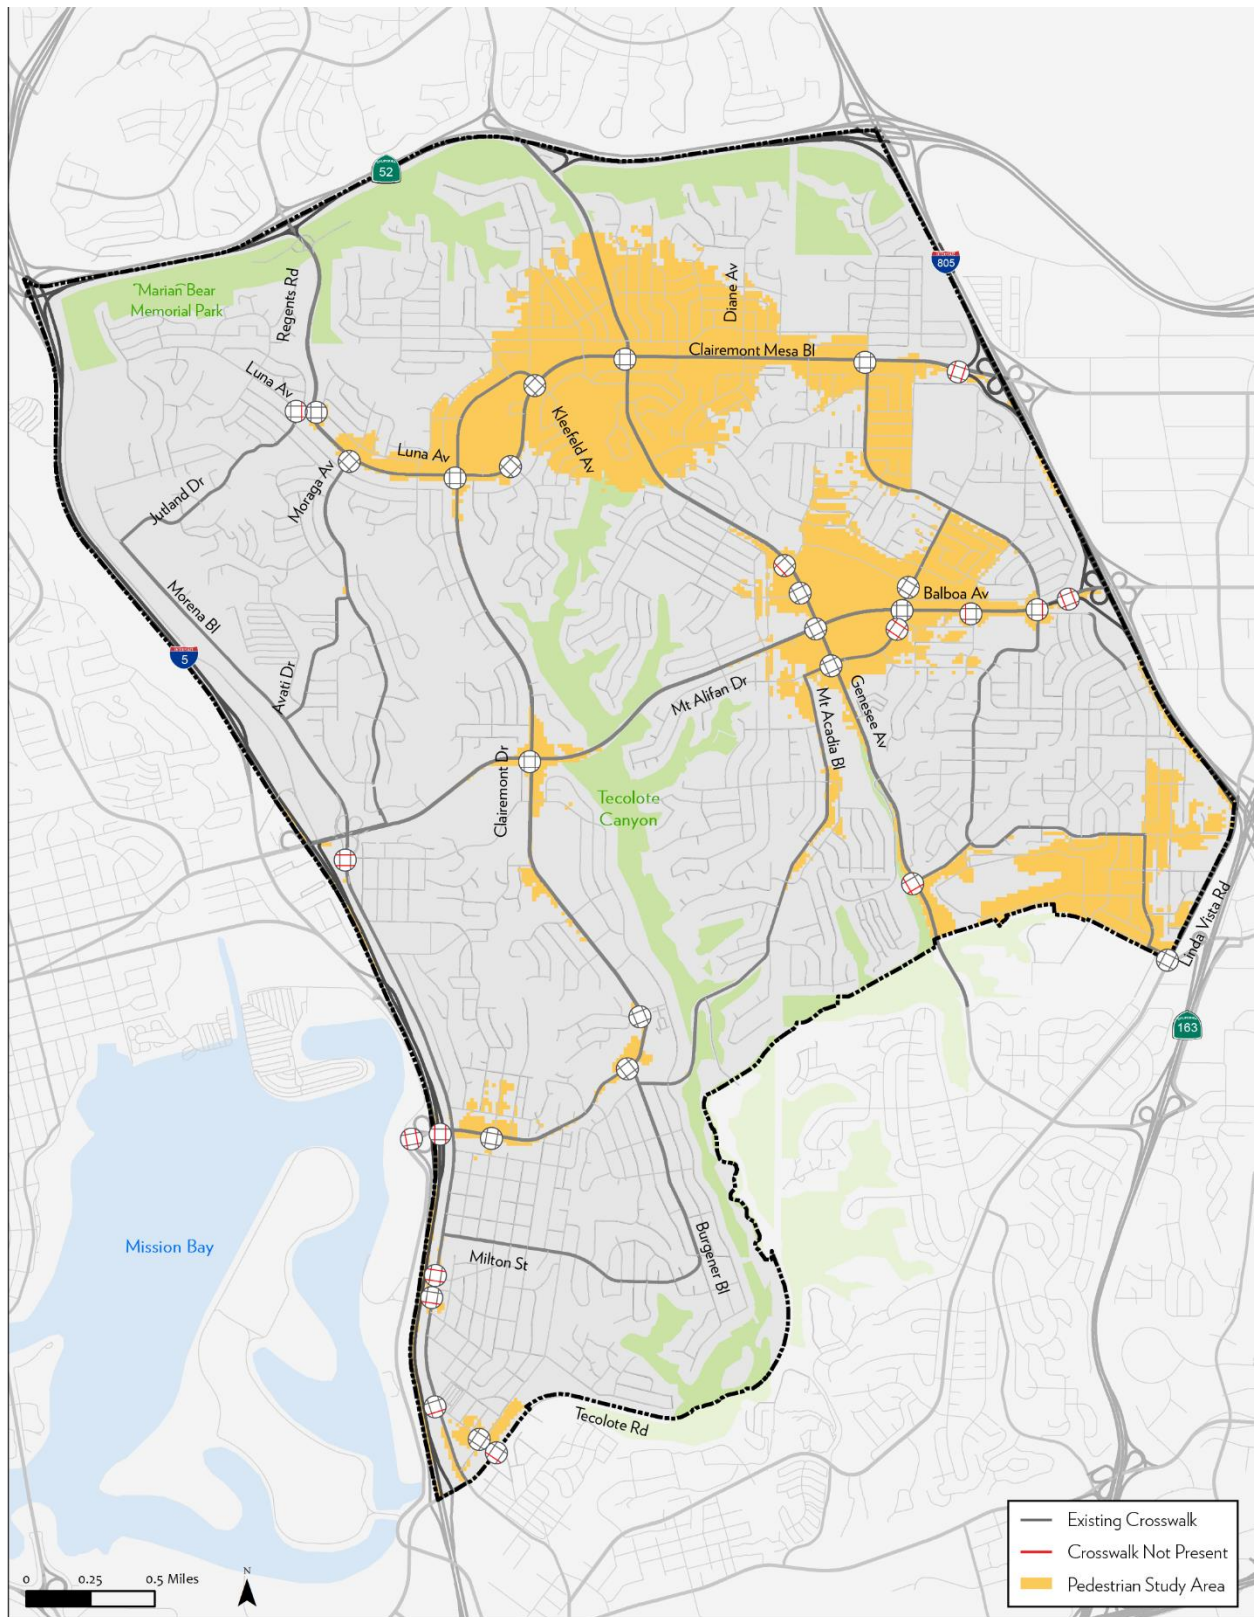 52
805
Marian Bear
Memorial Park
Regents Rd
Diane Av
Clairemont Mesa Bl
Luna Av
Kleefeld Av
Luna Av
Moraga Av
Jutland Dr
Balboa Av
Morena Bl
5
Avati Dr
Mt Alifan Dr
Mt Acadia Bl
Genesee Av
Clairemont Dr
Tecolote
Canyon
Linda Vista Rd
163
Mission Bay
Milton St
Burgener Bl
Tecolote Rd
Existing Crosswalk
Crosswalk Not Present
Pedestrian Study Area
0 0.25 0.5 Miles
N